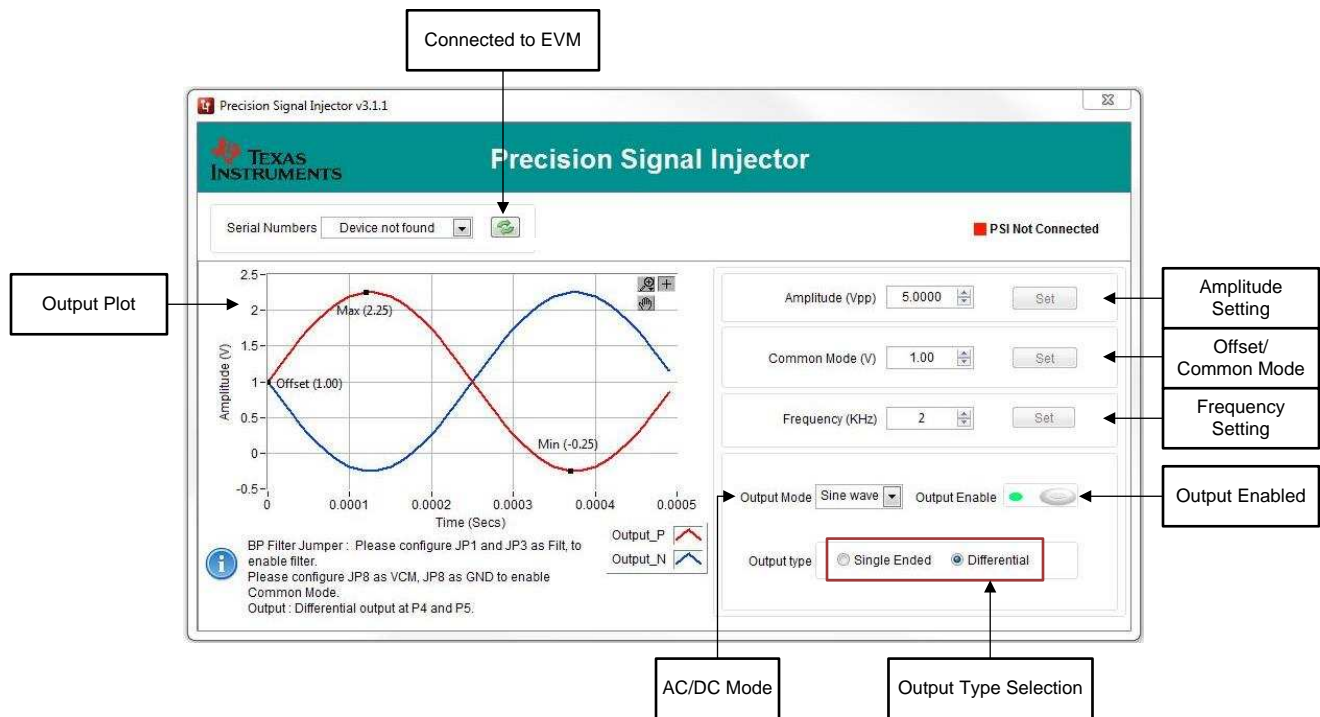 Connected to EVM
Precision Signal Injector v3.1.1
TEXAS
INSTRUMENTS
Precision Signal Injector
Serial Numbers Device not found
PSI Not Connected
Output Plot
Amplitude (V)
2.5
2
1.5
1
0.5
0
-0.5
Max (2.25)
Offset (1.00)
Min (-0.25)
0 0.0001 0.0002 0.0003 0.0004 0.0005
Time (Secs)
Output_P
Output_N
BP Filter Jumper : Please configure JP1 and JP3 as Filt, to
enable filter.
Please configure JP8 as VCM, JP8 as GND to enable
Common Mode.
Output : Differential output at P4 and P5.
Amplitude (Vpp) 5.0000 Set
Common Mode (V) 1.00 Set
Frequency (KHz) 2 Set
Output Mode Sine wave Output Enable
Output type Single Ended Differential
Amplitude
Setting
Offset/
Common Mode
Frequency
Setting
Output Enabled
AC/DC Mode
Output Type Selection